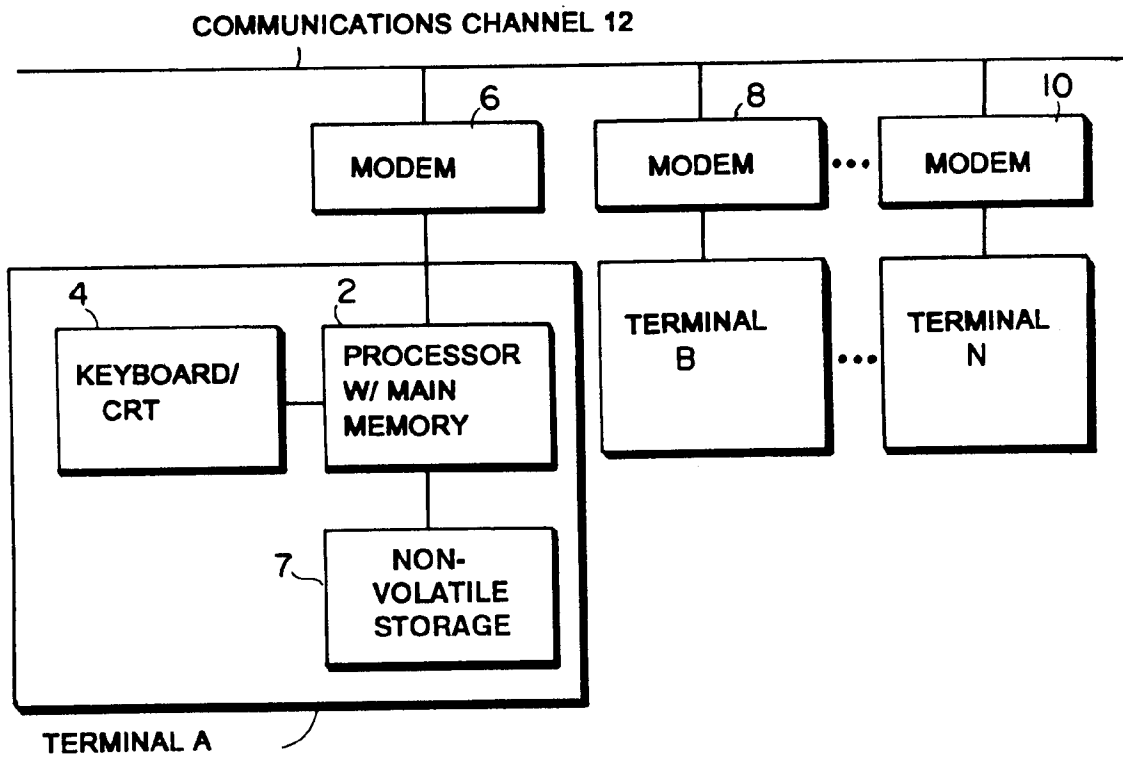 COMMUNICATIONS CHANNEL 12
6
8
10
MODEM
MODEM
MODEM
4
2
KEYBOARD/
CRT
PROCESSOR
W/ MAIN
MEMORY
TERMINAL
B
TERMINAL
N
7
NON-
VOLATILE
STORAGE
TERMINAL A